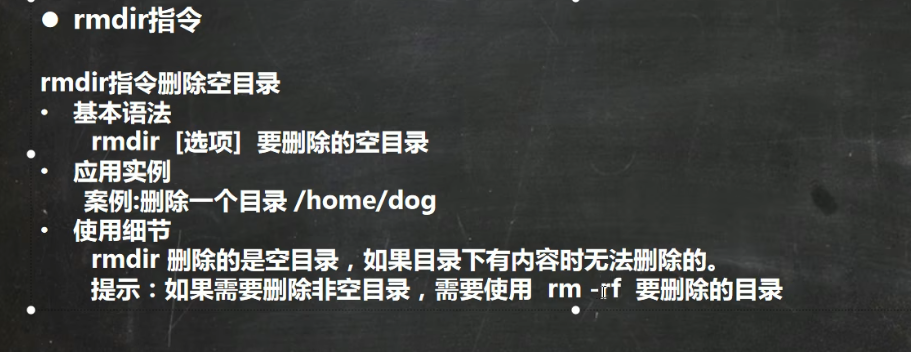 ● rmdir指令
rmdir指令删除空目录
• 基本语法
rmdir [选项] 要删除的空目录
• 应用实例
案例:删除一个目录 /home/dog
• 使用细节
rmdir 删除的是空目录，如果目录下有内容时无法删除的。
提示：如果需要删除非空目录，需要使用 rm -rf 要删除的目录